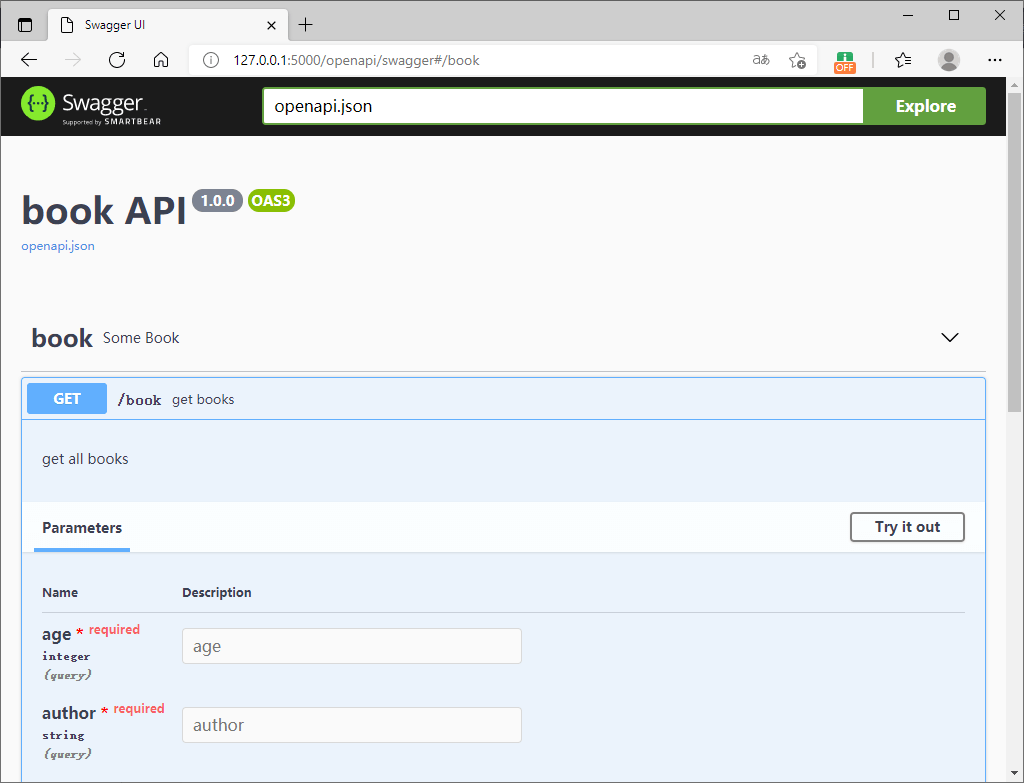 Swagger UI
127.0.0.1:5000/openapi/swagger#/book
aあ
OFF
Swagger
Supported by SMARTBEAR
openapi.json
Explore
book API 1.0.0 OAS3
openapi.json
book Some Book
GET /book get books
get all books
Parameters
Try it out
Name Description
age * required
integer
(query)
age
author * required
string
(query)
author